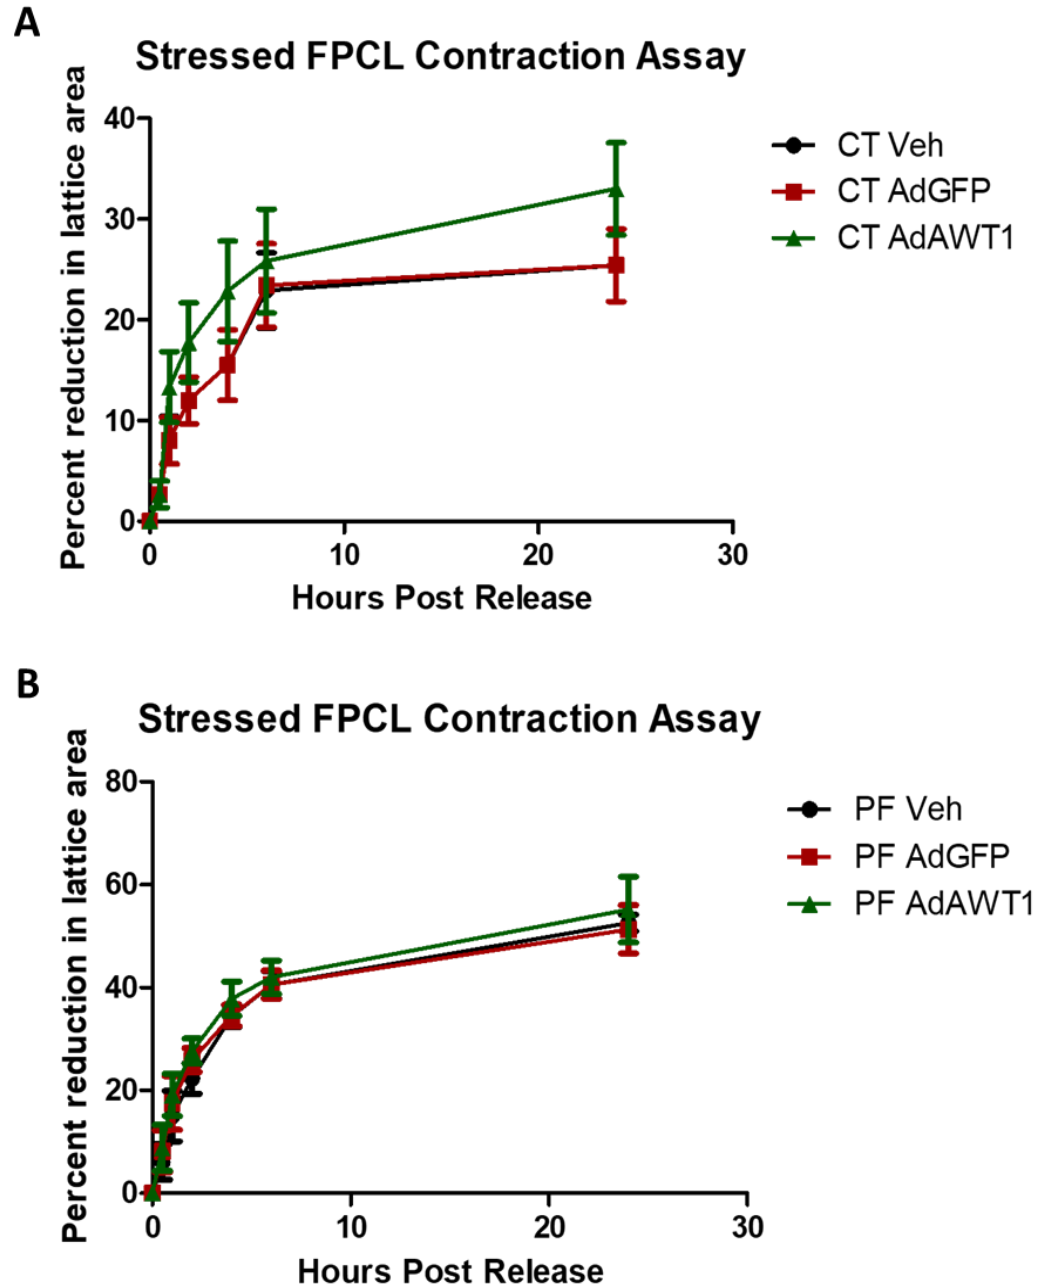 A
Stressed FPCL Contraction Assay
Percent reduction in lattice area
40
30
20
10
0
0 10 20 30
Hours Post Release
CT Veh
CT AdGFP
CT AdAWT1
B
Stressed FPCL Contraction Assay
Percent reduction in lattice area
80
60
40
20
0
0 10 20 30
Hours Post Release
PF Veh
PF AdGFP
PF AdAWT1